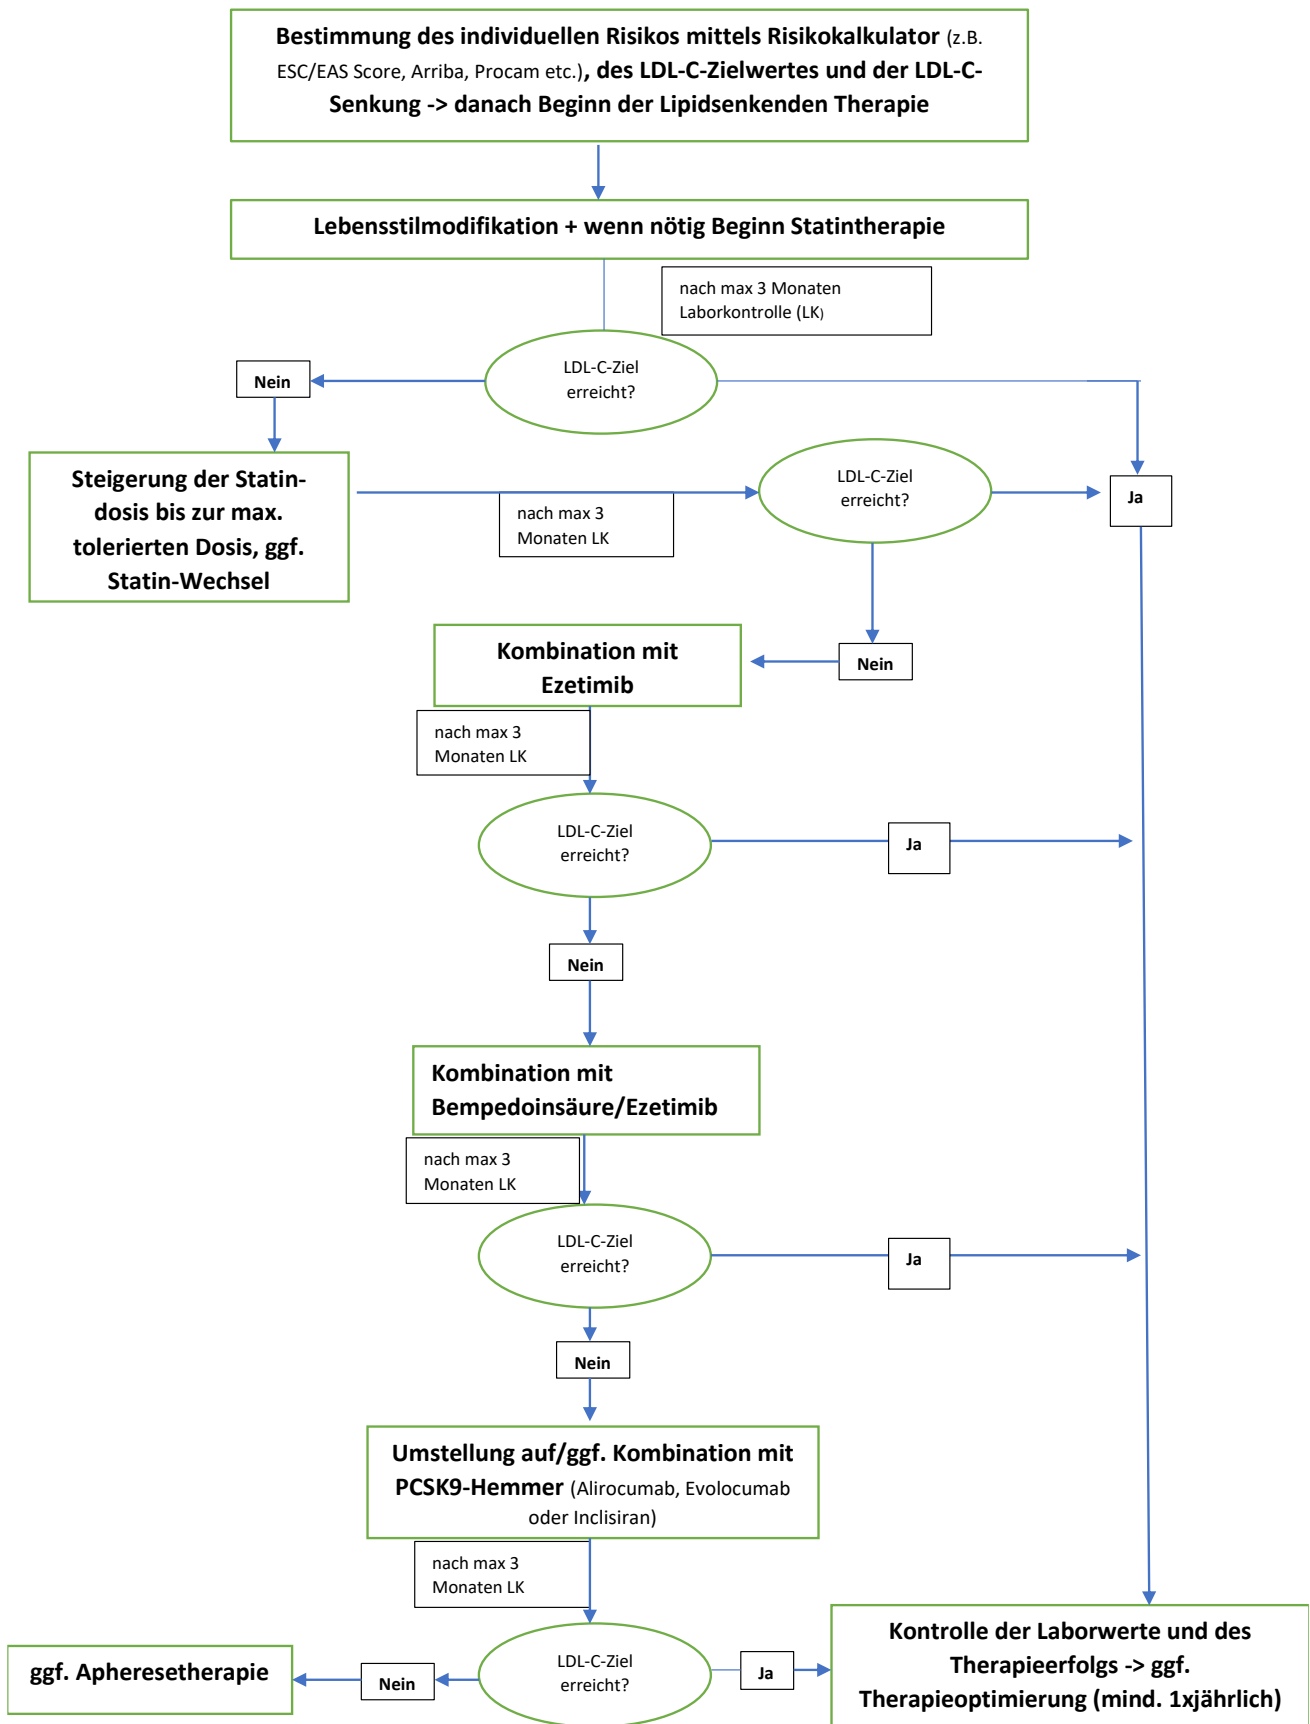 Bestimmung des individuellen Risikos mittels Risikokalkulator (z.B.
ESC/EAS Score, Arriba, Procam etc.), des LDL-C-Zielwertes und der LDL-C-
Senkung -> danach Beginn der Lipidsenkenden Therapie
Lebensstilmodifikation + wenn nötig Beginn Statintherapie
nach max 3 Monaten
Laborkontrolle (LK)
LDL-C-Ziel
erreicht?
Nein
Steigerung der Statin-
dosis bis zur max.
tolerierten Dosis, ggf.
Statin-Wechsel
nach max 3
Monaten LK
LDL-C-Ziel
erreicht?
Ja
Nein
Kombination mit
Ezetimib
nach max 3
Monaten LK
LDL-C-Ziel
erreicht?
Ja
Nein
Kombination mit
Bempedoinsäure/Ezetimib
nach max 3
Monaten LK
LDL-C-Ziel
erreicht?
Ja
Nein
Umstellung auf/ggf. Kombination mit
PCSK9-Hemmer (Alirocumab, Evolocumab
oder Inclisiran)
nach max 3
Monaten LK
LDL-C-Ziel
erreicht?
Nein
ggf. Apheresetherapie
Ja
Kontrolle der Laborwerte und des
Therapieerfolgs -> ggf.
Therapieoptimierung (mind. 1xjährlich)